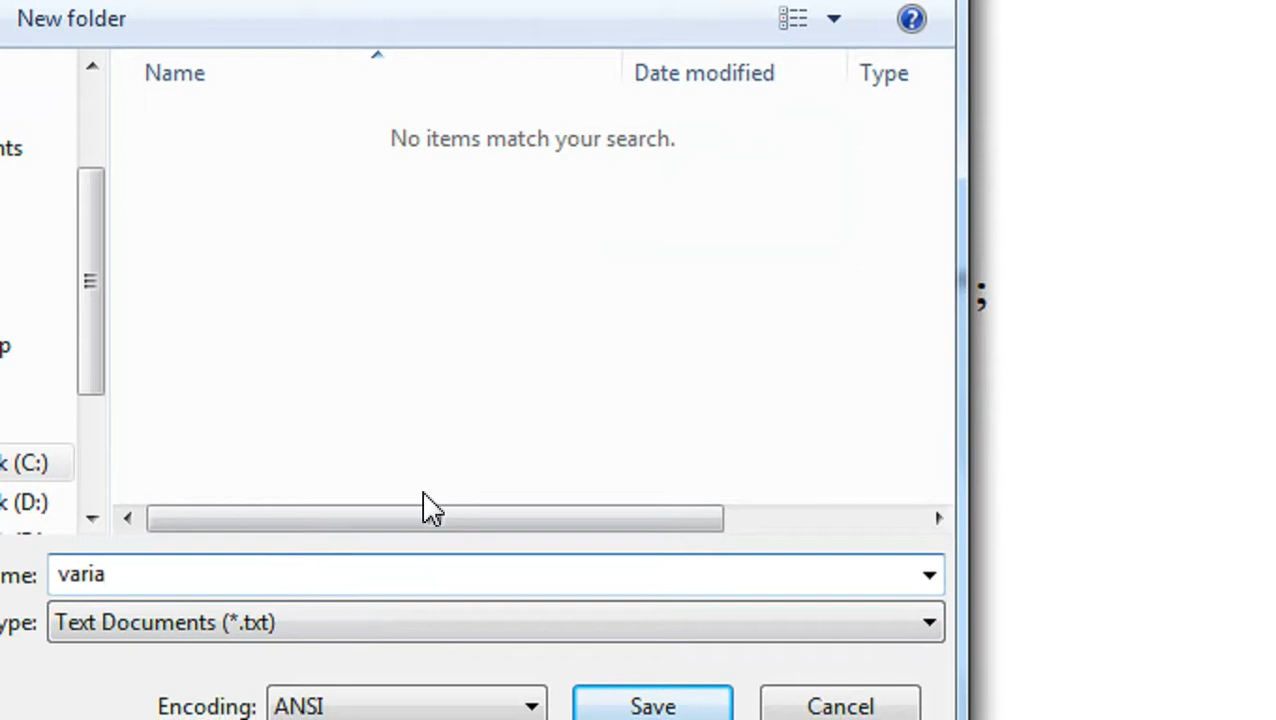 New folder
Name Date modified Type
No items match your search.
nts
p
k (C:)
k (D:)
;
me: varia
ype: Text Documents (*.txt)
Encoding: ANSI Save Cancel